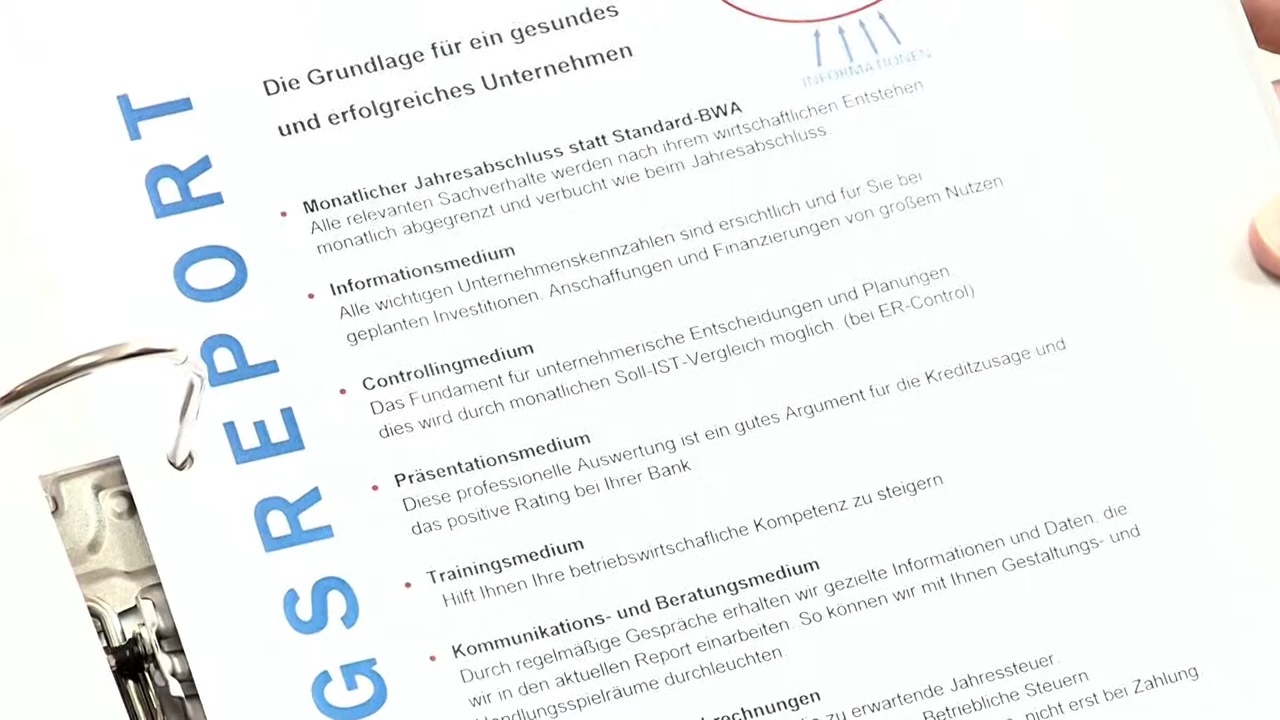 INFORMATIONEN
Die Grundlage für ein gesundes
und erfolgreiches Unternehmen
GSREPORT
Monatlicher Jahresabschluss statt Standard-BWA
Alle relevanten Sachverhalte werden nach ihrem wirtschaftlichen Entstehen
monatlich abgegrenzt und verbucht wie beim Jahresabschluss
Informationsmedium
Alle wichtigen Unternehmenskennzahlen sind ersichtlich und für Sie bei
geplanten Investitionen, Anschaffungen und Finanzierungen von großem Nutzen
Controllingmedium
Das Fundament für unternehmerische Entscheidungen und Planungen,
dies wird durch monatlichen Soll-IST-Vergleich möglich (bei ER-Control)
Präsentationsmedium
Diese professionelle Auswertung ist ein gutes Argument für die Kreditzusage und
das positive Rating bei Ihrer Bank
Trainingsmedium
Hilft Ihnen Ihre betriebswirtschafliche Kompetenz zu steigern
Kommunikations- und Beratungsmedium
Durch regelmäßige Gespräche erhalten wir gezielte Informationen und Daten, die
wir in den aktuellen Report einarbeiten. So können wir mit Ihnen Gestaltungs- und
Handlungsspielräume durchleuchten.
rechnungen
zu erwartende Jahressteuer.
Betriebliche Steuern
nicht erst bei Zahlung